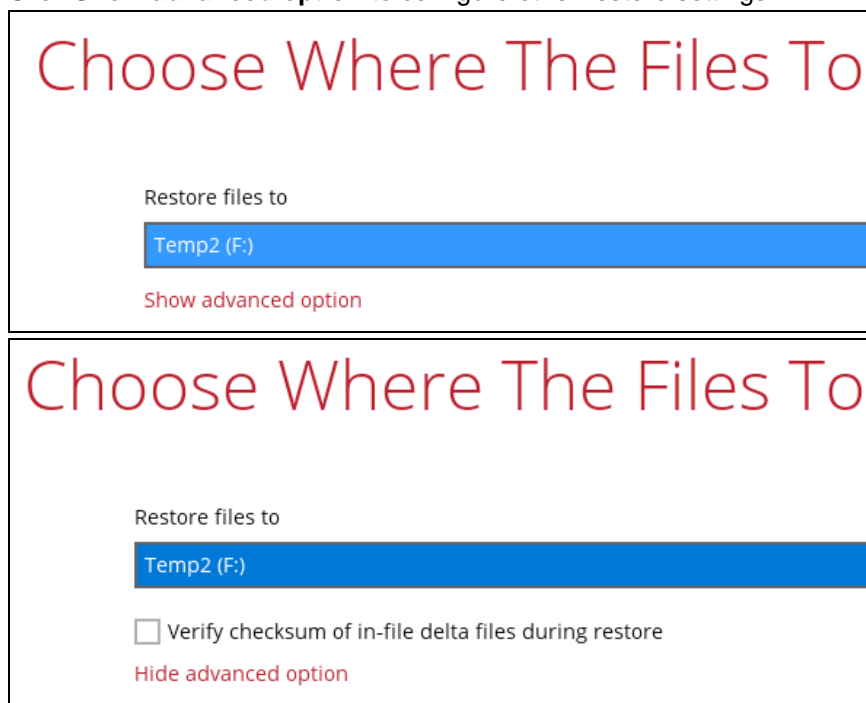 Choose Where The Files To
Restore files to
Temp2 (F:)
Show advanced option
Choose Where The Files To
Restore files to
Temp2 (F:)
Verify checksum of in-file delta files during restore
Hide advanced option